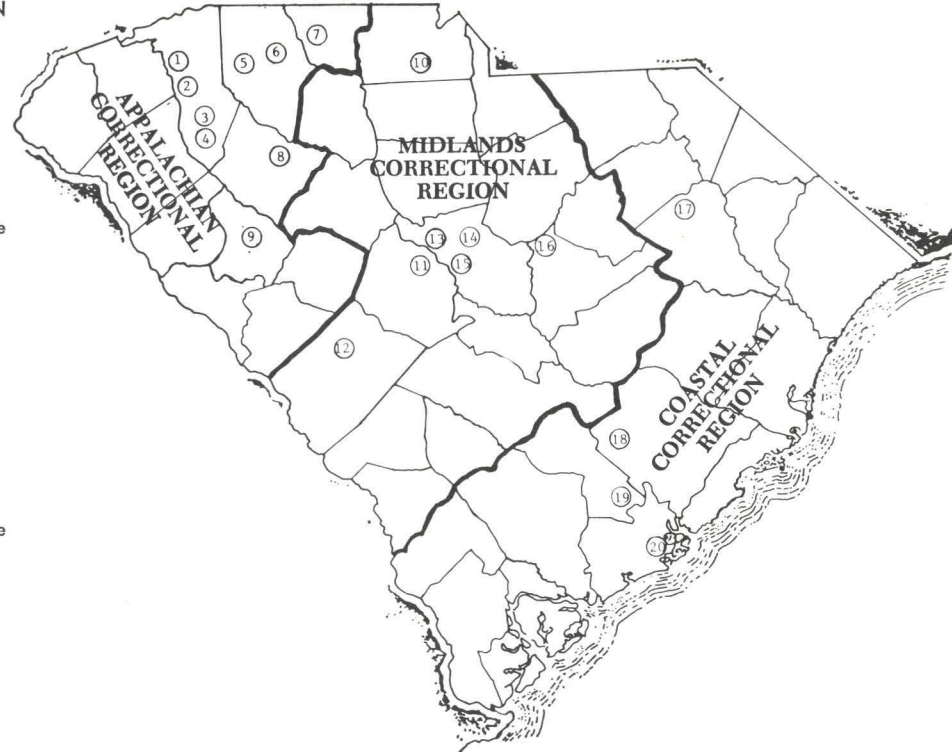 N
1
2
3
4
5
6
7
8
9
10
11
12
13
14
15
16
17
18
19
20
APPALACHIAN
CORRECTIONAL
REGION
MIDLANDS
CORRECTIONAL
REGION
COASTAL
CORRECTIONAL
REGION
e
e